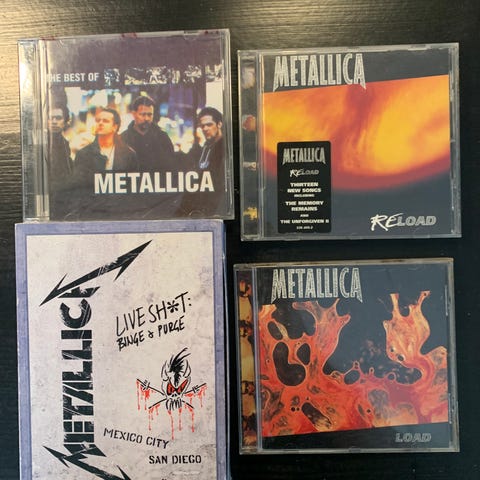 THE BEST OF
METALLICA
METALLICA
METALLICA
RELOAD
THIRTEEN
NEW SONGS
INCLUDING
THE MEMORY
REMAINS
AND
THE UNFORGIVEN II
RELOAD
METALLICA
LIVE SH*T:
BINGE & PURGE
MEXICO CITY
SAN DIEGO
METALLICA
LOAD